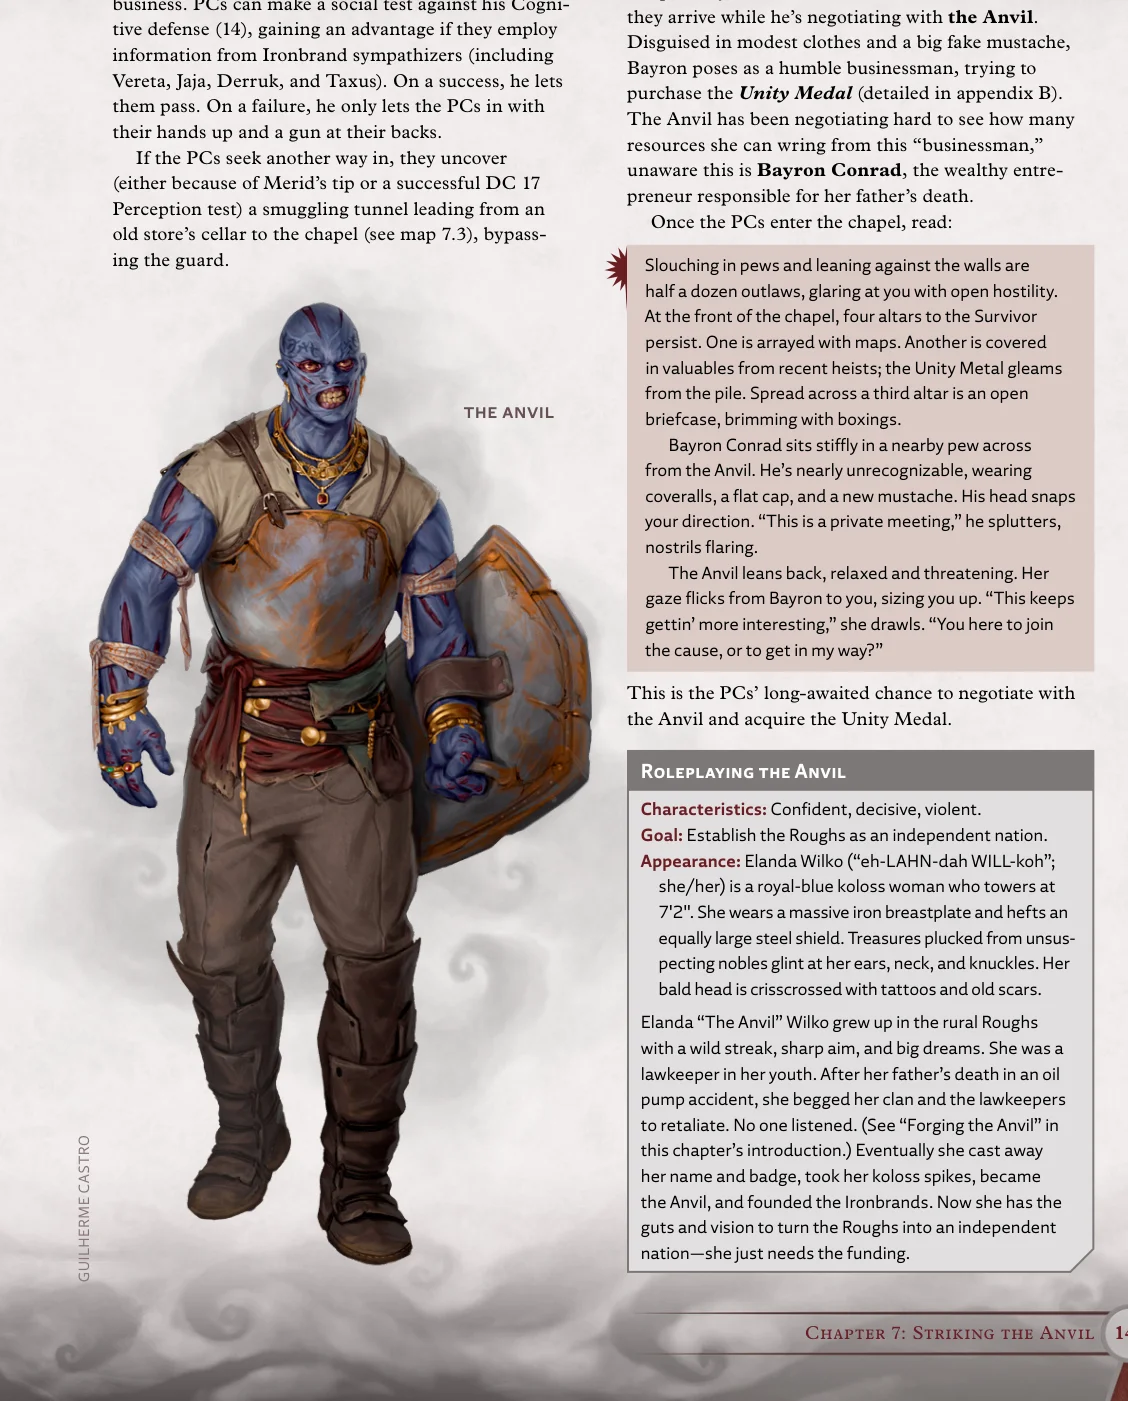 business. PCs can make a social test against his Cogni-
tive defense (14), gaining an advantage if they employ
information from Ironbrand sympathizers (including
Vereta, Jaja, Derruk, and Taxus). On a success, he lets
them pass. On a failure, he only lets the PCs in with
their hands up and a gun at their backs.
If the PCs seek another way in, they uncover
(either because of Merid's tip or a successful DC 17
Perception test) a smuggling tunnel leading from an
old store's cellar to the chapel (see map 7.3), bypass-
ing the guard.
THE ANVIL
GUILHERME CASTRO
they arrive while he's negotiating with the Anvil.
Disguised in modest clothes and a big fake mustache,
Bayron poses as a humble businessman, trying to
purchase the Unity Medal (detailed in appendix B).
The Anvil has been negotiating hard to see how many
resources she can wring from this “businessman,”
unaware this is Bayron Conrad, the wealthy entre-
preneur responsible for her father's death.
Once the PCs enter the chapel, read:
Slouching in pews and leaning against the walls are
half a dozen outlaws, glaring at you with open hostility.
At the front of the chapel, four altars to the Survivor
persist. One is arrayed with maps. Another is covered
in valuables from recent heists; the Unity Metal gleams
from the pile. Spread across a third altar is an open
briefcase, brimming with boxings.
Bayron Conrad sits stiffly in a nearby pew across
from the Anvil. He's nearly unrecognizable, wearing
coveralls, a flat cap, and a new mustache. His head snaps
your direction. “This is a private meeting,” he splutters,
nostrils flaring.
The Anvil leans back, relaxed and threatening. Her
gaze flicks from Bayron to you, sizing you up. “This keeps
gettin' more interesting,” she drawls. “You here to join
the cause, or to get in my way?”
This is the PCs' long-awaited chance to negotiate with
the Anvil and acquire the Unity Medal.
Roleplaying the Anvil
Characteristics: Confident, decisive, violent.
Goal: Establish the Roughs as an independent nation.
Appearance: Elanda Wilko (“eh-LAHN-dah WILL-koh”;
she/her) is a royal-blue koloss woman who towers at
7'2". She wears a massive iron breastplate and hefts an
equally large steel shield. Treasures plucked from unsus-
pecting nobles glint at her ears, neck, and knuckles. Her
bald head is crisscrossed with tattoos and old scars.
Elanda “The Anvil” Wilko grew up in the rural Roughs
with a wild streak, sharp aim, and big dreams. She was a
lawkeeper in her youth. After her father's death in an oil
pump accident, she begged her clan and the lawkeepers
to retaliate. No one listened. (See “Forging the Anvil” in
this chapter's introduction.) Eventually she cast away
her name and badge, took her koloss spikes, became
the Anvil, and founded the Ironbrands. Now she has the
guts and vision to turn the Roughs into an independent
nation—she just needs the funding.
Chapter 7: Striking the Anvil